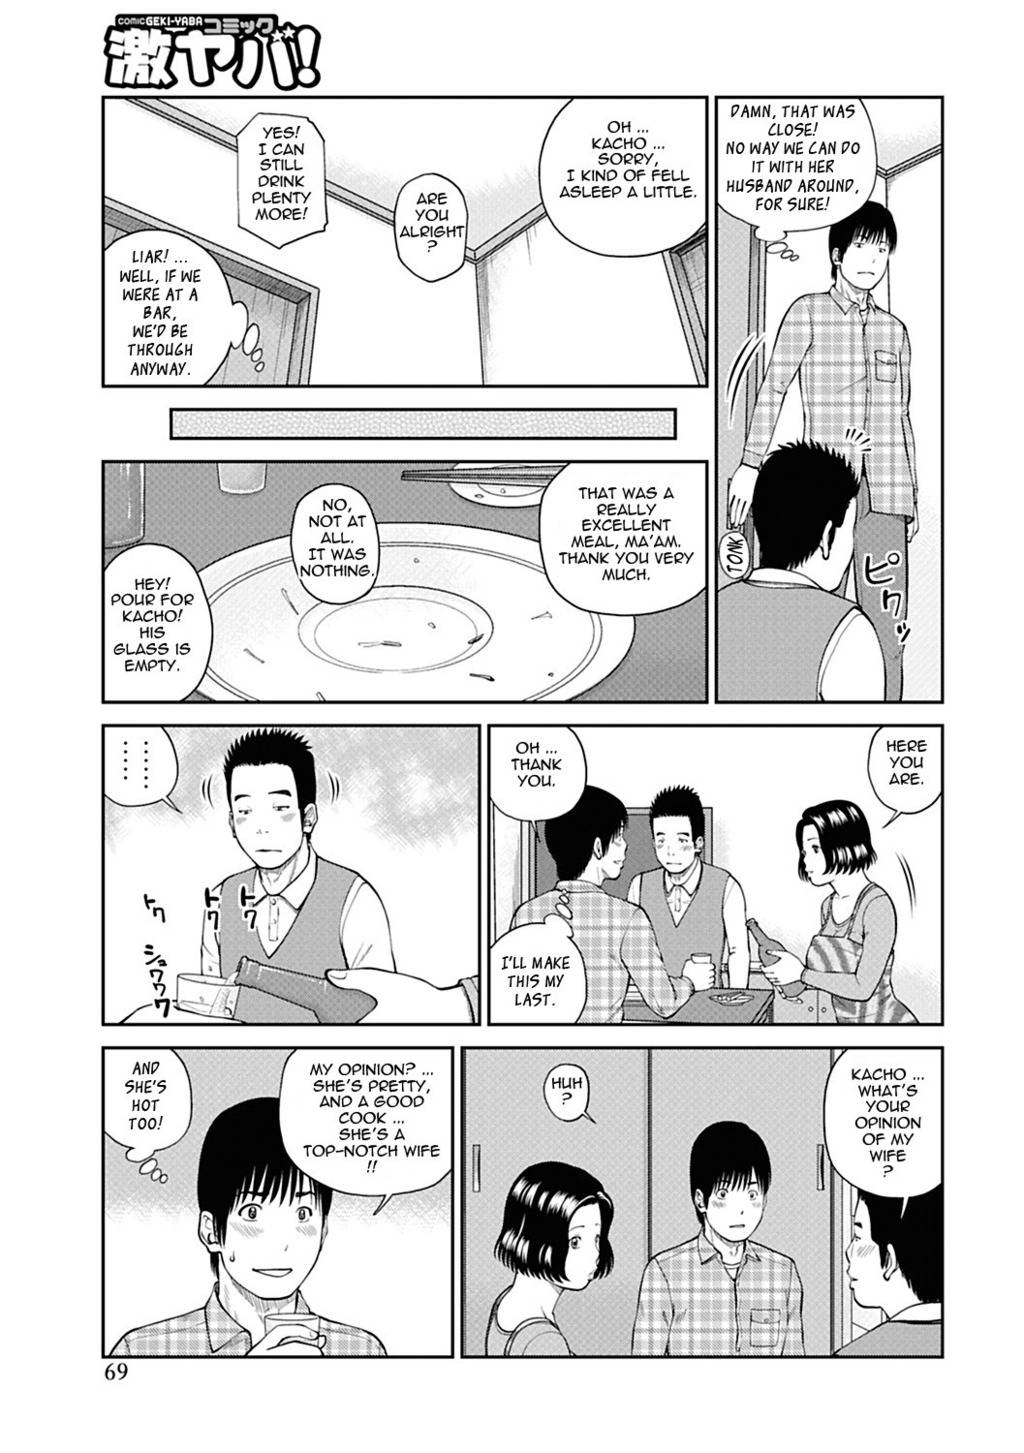 COMIC GEKI-YABA コミック
激ヤバ!
DAMN, THAT WAS
CLOSE!
NO WAY WE CAN DO
IT WITH HER
HUSBAND AROUND,
FOR SURE!
TONK
ピクッ
OH ...
KACHO ...
SORRY,
I KIND OF FELL
ASLEEP A LITTLE.
ARE
YOU
ALRIGHT
?
YES!
I CAN
STILL
DRINK
PLENTY
MORE!
LIAR! ...
WELL, IF WE
WERE AT A
BAR,
WE'D BE
THROUGH
ANYWAY.
THAT WAS A
REALLY
EXCELLENT
MEAL, MA'AM.
THANK YOU VERY
MUCH.
NO,
NOT AT
ALL.
IT WAS
NOTHING.
HEY!
POUR FOR
KACHO!
HIS
GLASS IS
EMPTY.
HERE
YOU
ARE.
OH ...
THANK
YOU.
I'LL MAKE
THIS MY
LAST.
トク
トク
トク
シュワワワ
KACHO ...
WHAT'S
YOUR
OPINION
OF MY
WIFE
?
HUH
?
MY OPINION? ...
SHE'S PRETTY,
AND A GOOD
COOK ...
SHE'S A
TOP-NOTCH WIFE
!!
AND
SHE'S
HOT
TOO!
69